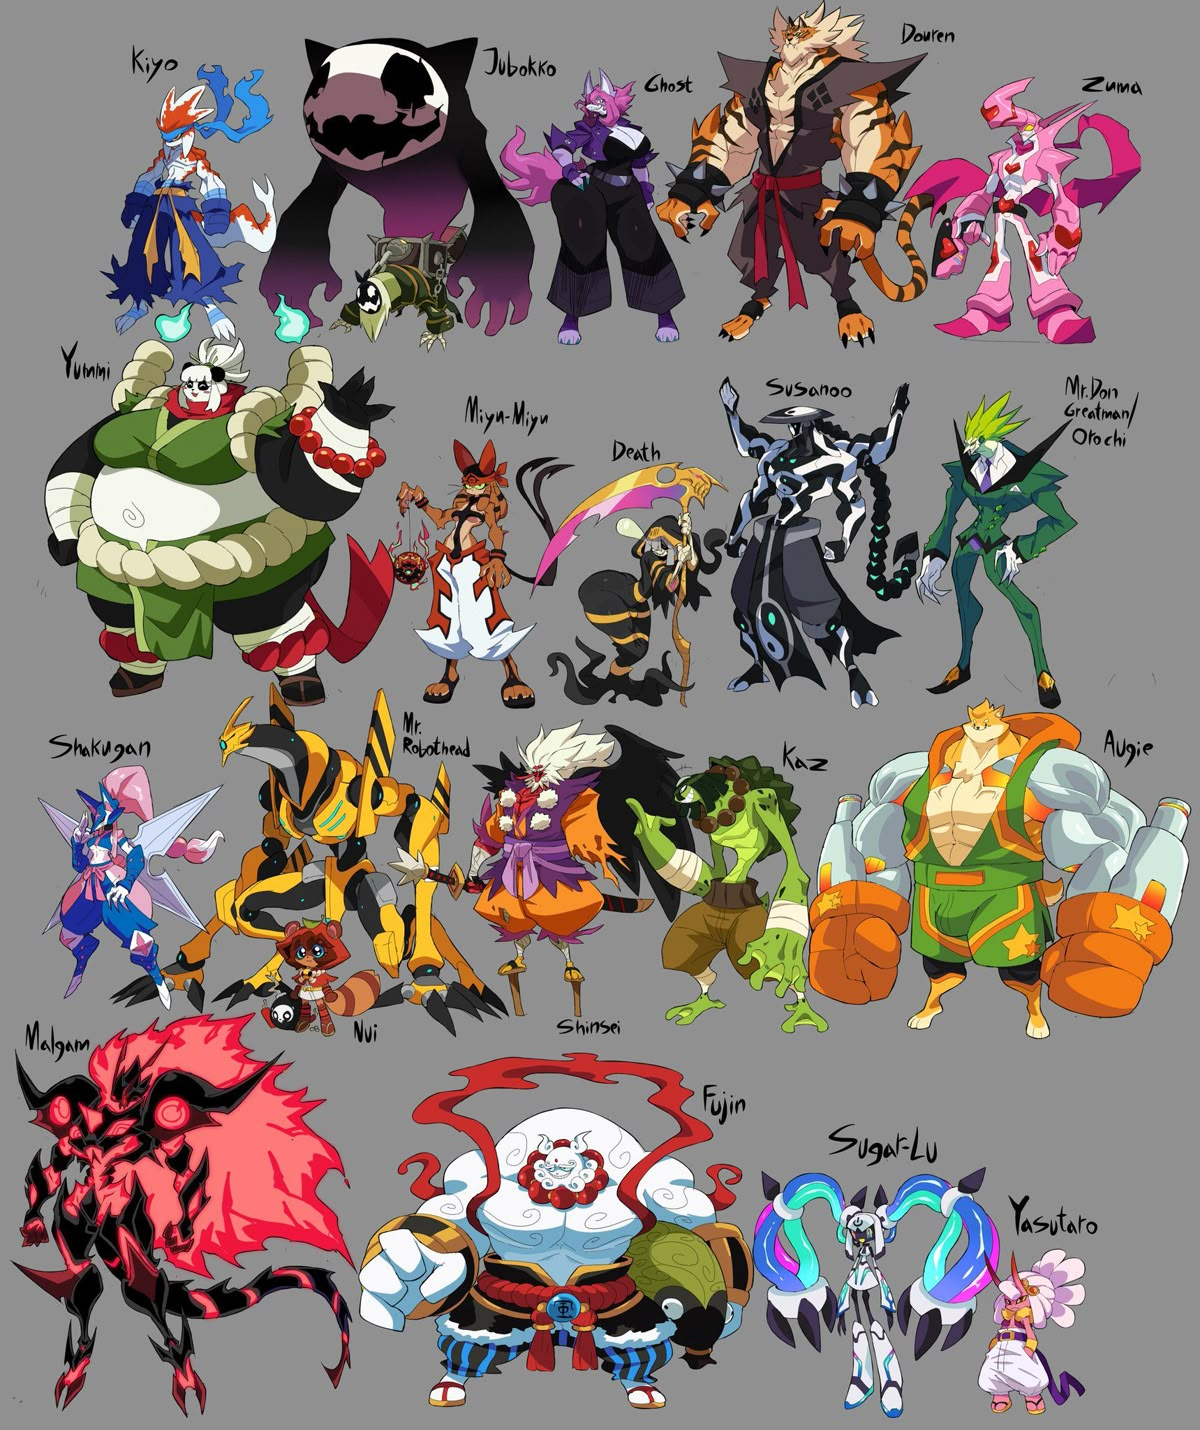 Kiyo
Jubokko
Ghost
Douren
Zuma
Yummi
Miyu-Miyu
Death
Susanoo
Mr. Don
Greatman/
Orochi
Shakugan
Mr.
Robothead
Nui
Shinsei
Kaz
Augie
Malgam
Fujin
Sugar-Lu
Yasutaro